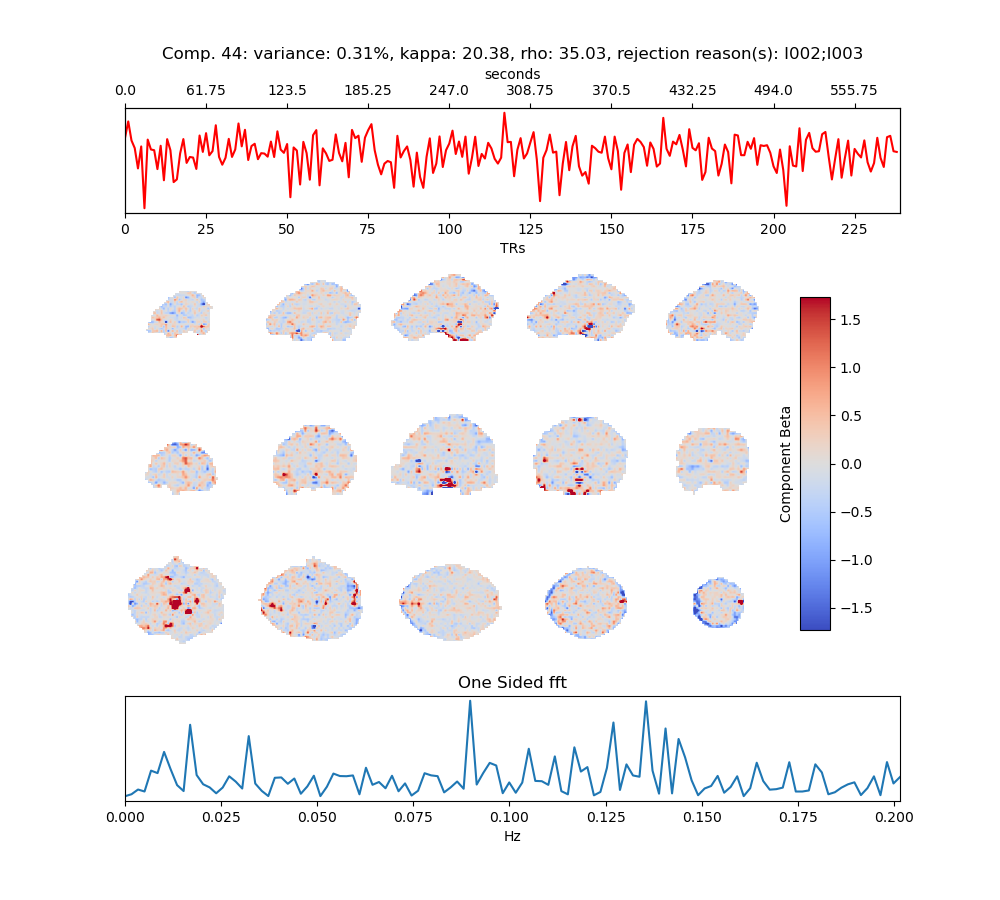 Comp. 44: variance: 0.31%, kappa: 20.38, rho: 35.03, rejection reason(s): I002;I003
seconds
0.0 61.75 123.5 185.25 247.0 308.75 370.5 432.25 494.0 555.75
0 25 50 75 100 125 150 175 200 225
TRs
1.5
1.0
0.5
0.0
−0.5
−1.0
−1.5
Component Beta
One Sided fft
0.000 0.025 0.050 0.075 0.100 0.125 0.150 0.175 0.200
Hz